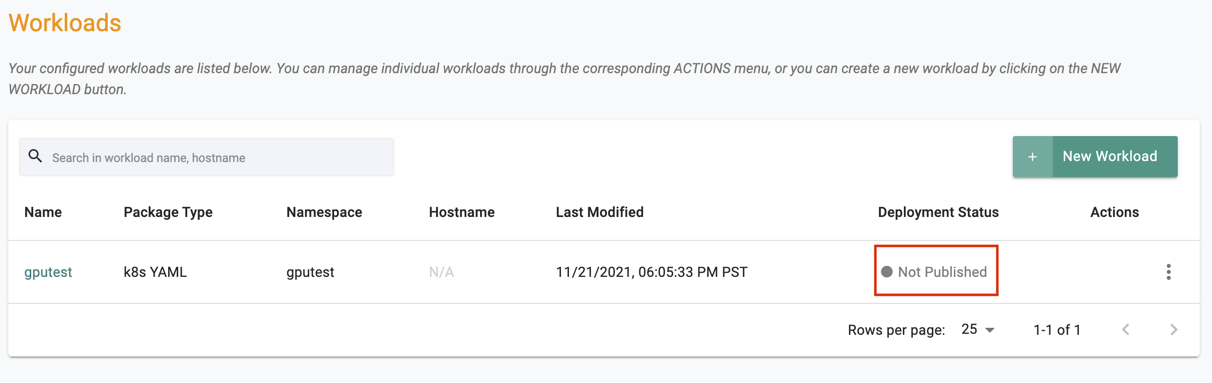 Workloads
Your configured workloads are listed below. You can manage individual workloads through the corresponding ACTIONS menu, or you can create a new workload by clicking on the NEW
WORKLOAD button.
Search in workload name, hostname
+ New Workload
Name Package Type Namespace Hostname Last Modified Deployment Status Actions
gputest k8s YAML gputest N/A 11/21/2021, 06:05:33 PM PST Not Published
Rows per page: 25 1-1 of 1